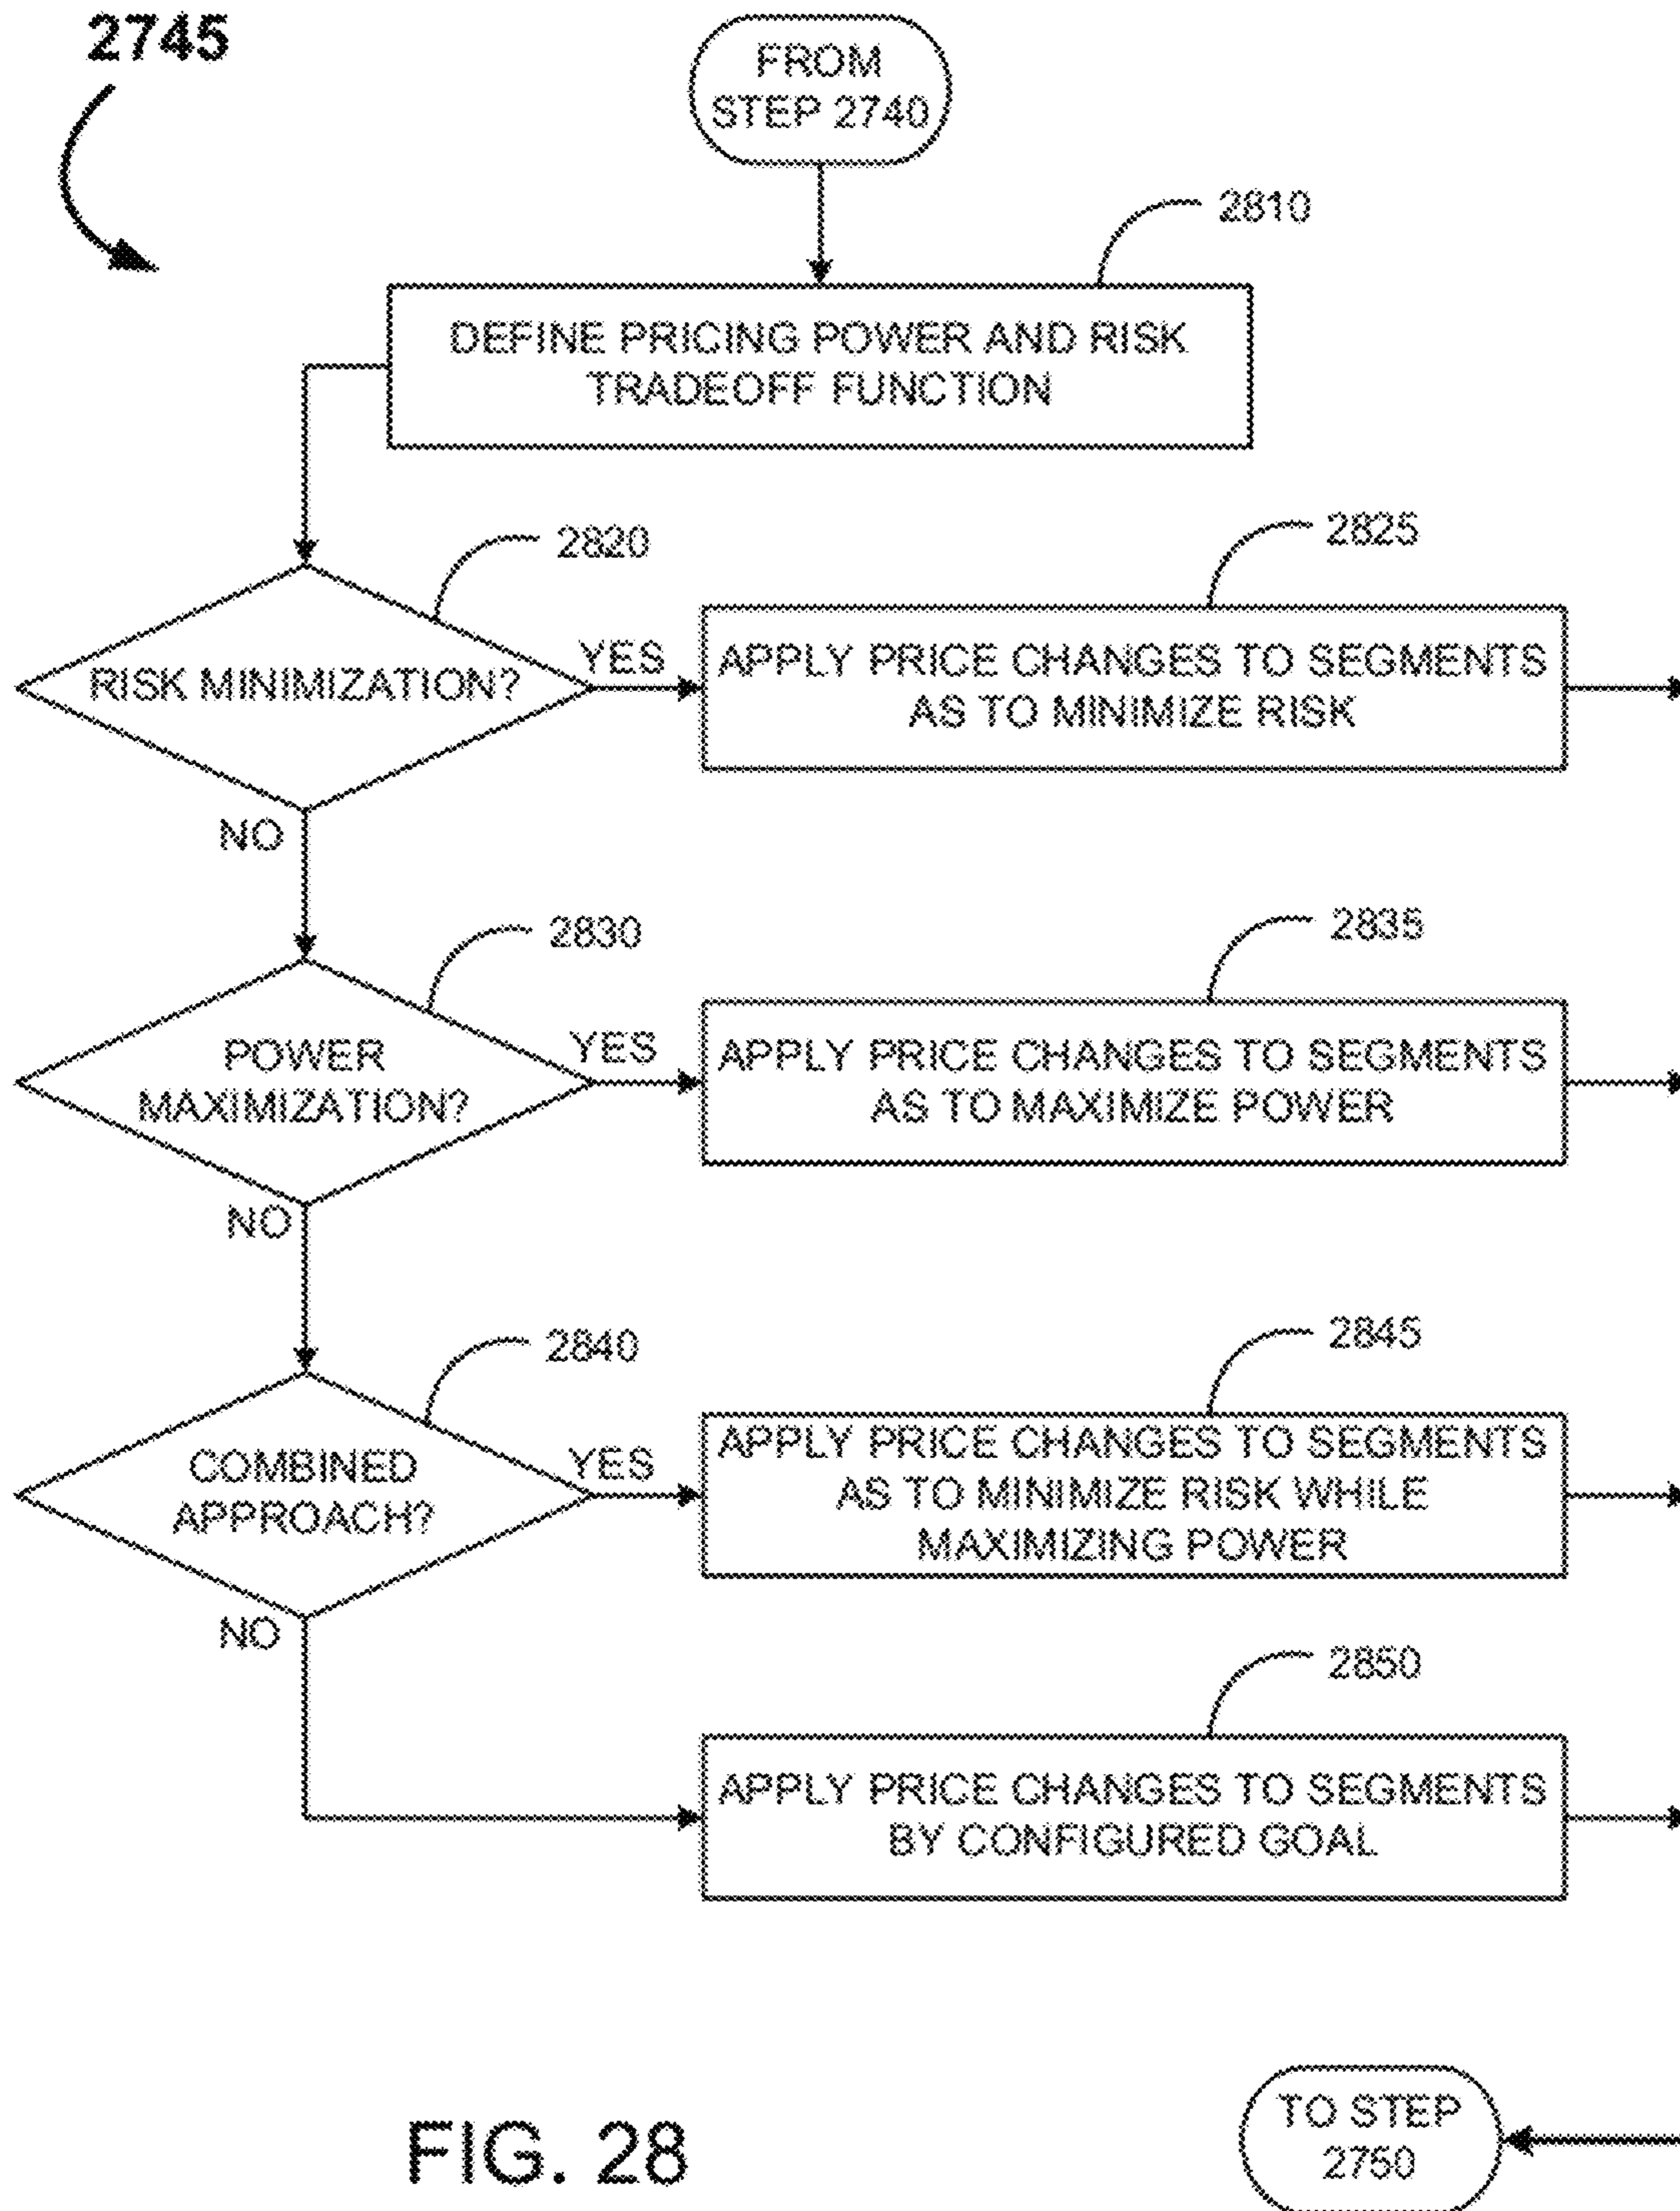 2745
FROM
STEP 2740
2810
DEFINE PRICING POWER AND RISK
TRADEOFF FUNCTION
2820
2825
RISK MINIMIZATION?
YES
APPLY PRICE CHANGES TO SEGMENTS
AS TO MINIMIZE RISK
NO
2830
2835
POWER
MAXIMIZATION?
YES
APPLY PRICE CHANGES TO SEGMENTS
AS TO MAXIMIZE POWER
NO
2840
2845
COMBINED
APPROACH?
YES
APPLY PRICE CHANGES TO SEGMENTS
AS TO MINIMIZE RISK WHILE
MAXIMIZING POWER
NO
2850
APPLY PRICE CHANGES TO SEGMENTS
BY CONFIGURED GOAL
TO STEP
2750
FIG. 28